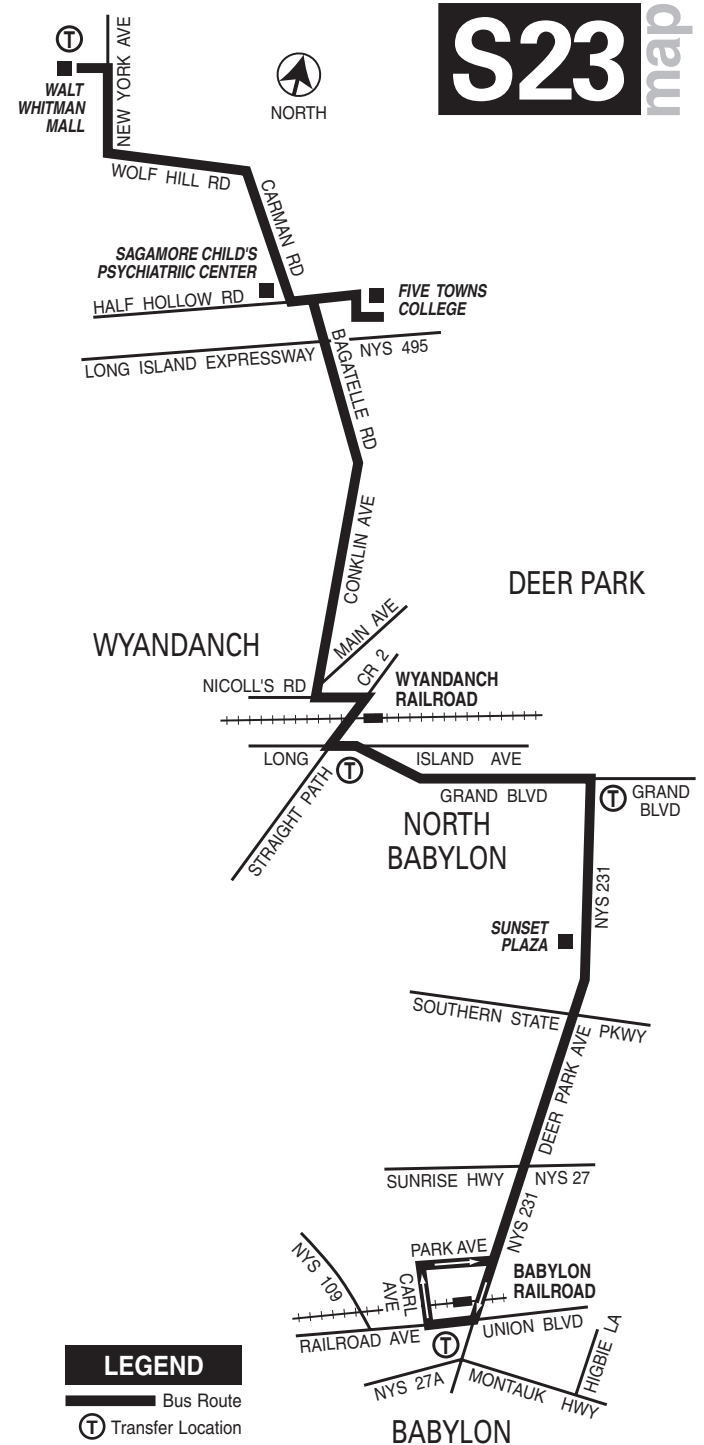 S23
map
T
WALT
WHITMAN
MALL
NEW YORK AVE
NORTH
WOLF HILL RD
CARMAN RD
SAGAMORE CHILD'S
PSYCHIATRIIC CENTER
HALF HOLLOW RD
FIVE TOWNS
COLLEGE
LONG ISLAND EXPRESSWAY
NYS 495
BAGATELLE RD
CONKLIN AVE
DEER PARK
MAIN AVE
WYANDANCH
CR 2
NICOLL'S RD
WYANDANCH
RAILROAD
LONG
ISLAND AVE
T
STRAIGHT PATH
GRAND BLVD
T
GRAND
BLVD
NORTH
BABYLON
NYS 231
SUNSET
PLAZA
SOUTHERN STATE
PKWY
DEER PARK AVE
SUNRISE HWY
NYS 27
NYS 231
PARK AVE
NYS 109
CARL
AVE
BABYLON
RAILROAD
RAILROAD AVE
T
UNION BLVD
HIGBIE LA
NYS 27A
MONTAUK HWY
BABYLON
LEGEND
Bus Route
T Transfer Location